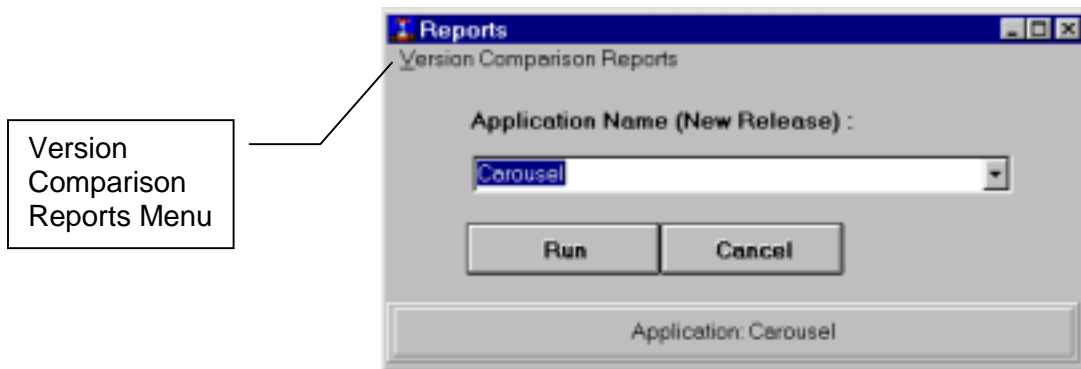 Reports
Version Comparison Reports
Application Name (New Release) :
Version
Comparison
Reports Menu
Carousel
Run Cancel
Application: Carousel